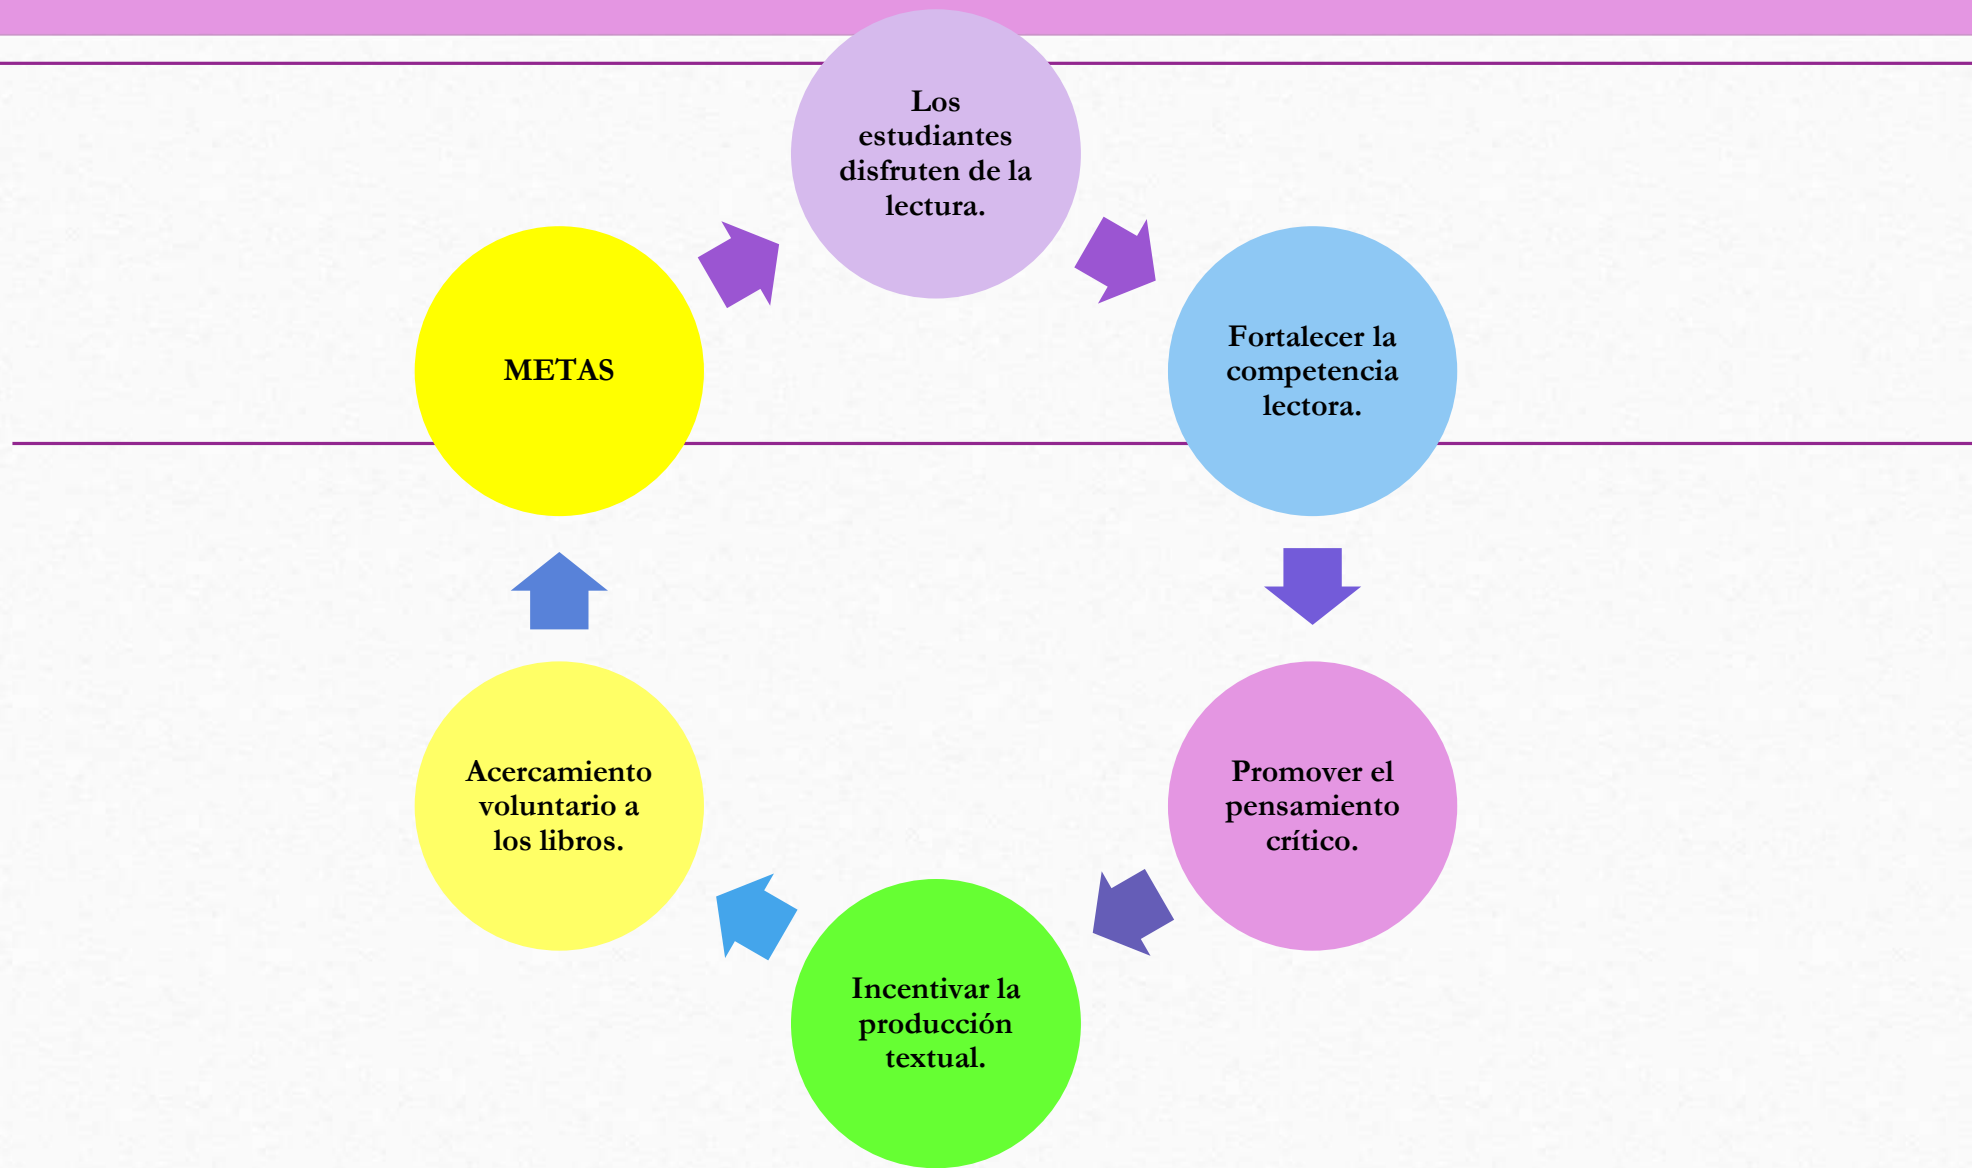 Los
estudiantes
disfruten de la
lectura.
METAS
Fortalecer la
competencia
lectora.
Acercamiento
voluntario a
los libros.
Promover el
pensamiento
crítico.
Incentivar la
producción
textual.